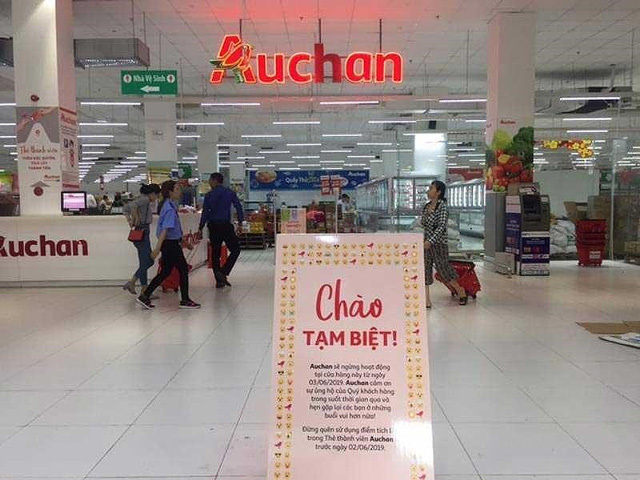 Auchan
Nhà Vệ Sinh
Auchan
Chào
TẠM BIỆT!
Auchan sẽ ngừng hoạt động
tại cửa hàng này từ ngày
03/06/2019. Auchan cảm ơn
sự ủng hộ của Quý khách hàng
trong suốt thời gian qua và
hẹn gặp lại các bạn ở những
buổi vui hơn nữa!
Đừng quên sử dụng điểm tích lũy
trong Thẻ thành viên Auchan
trước ngày 02/06/2019.